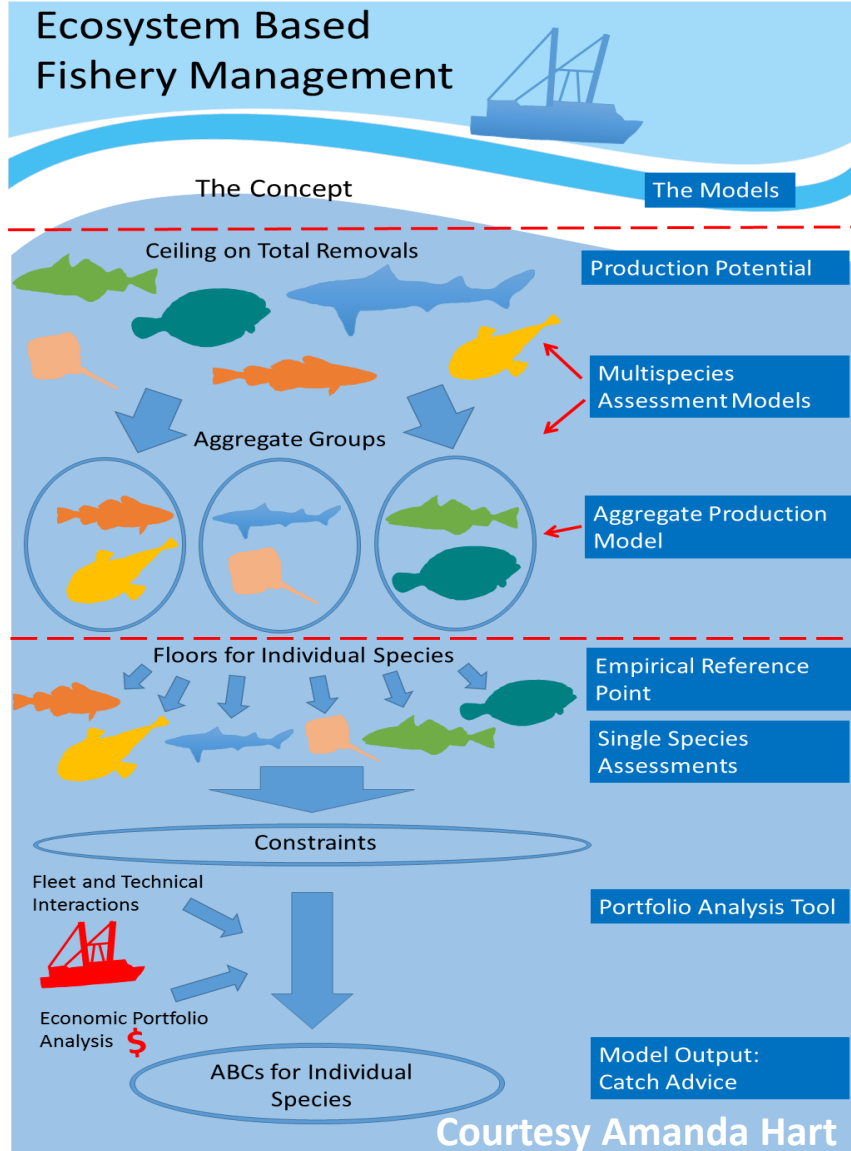 Ecosystem Based
Fishery Management
The Concept
The Models
Ceiling on Total Removals
Production Potential
Multispecies
Assessment Models
Aggregate Groups
Aggregate Production
Model
Floors for Individual Species
Empirical Reference
Point
Single Species
Assessments
Constraints
Fleet and Technical
Interactions
Portfolio Analysis Tool
Economic Portfolio
Analysis $
ABCs for Individual
Species
Model Output:
Catch Advice
Courtesy Amanda Hart